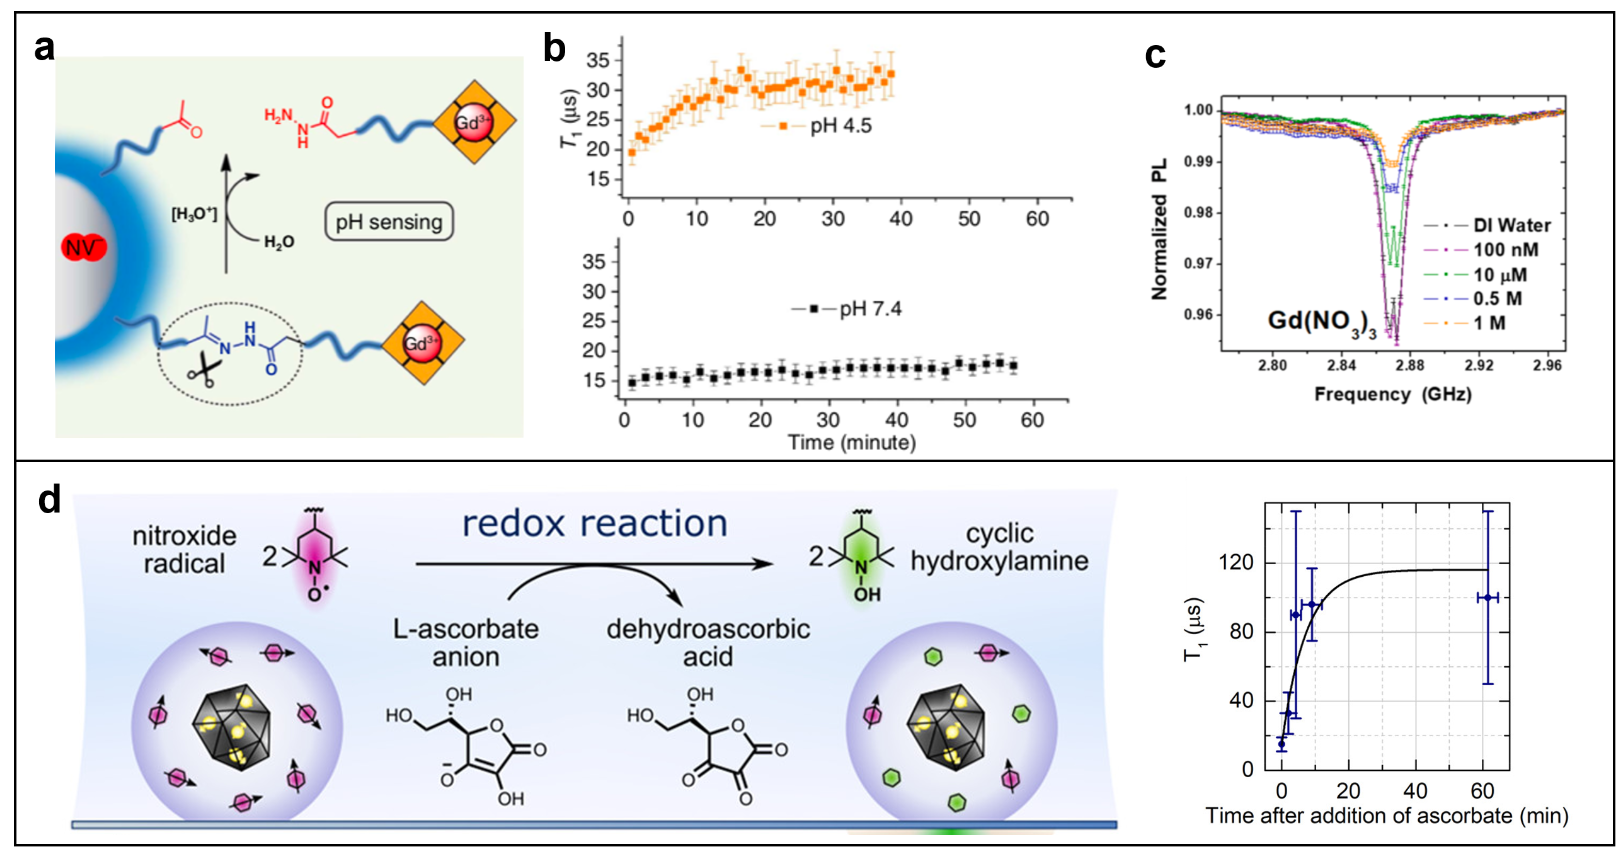 a
O
H₂N
N
H
O
Gd³⁺
[H₃O⁺]
H₂O
pH sensing
NV⁻
N
H
N
O
Gd³⁺
b
T₁ (μs)
35
30
25
20
15
pH 4.5
0 10 20 30 40 50 60
35
30
25
20
15
pH 7.4
0 10 20 30 40 50 60
Time (minute)
c
Normalized PL
1.00
0.99
0.98
0.97
0.96
DI Water
100 nM
10 μM
0.5 M
1 M
Gd(NO₃)₃
2.80 2.84 2.88 2.92 2.96
Frequency (GHz)
d
nitroxide
radical
2
N
O•
redox reaction
2
N
OH
cyclic
hydroxylamine
L-ascorbate
anion
dehydroascorbic
acid
OH
HO
O
O
−
O
OH
OH
HO
O
O
O
O
T₁ (μs)
120
80
40
0
0 20 40 60
Time after addition of ascorbate (min)